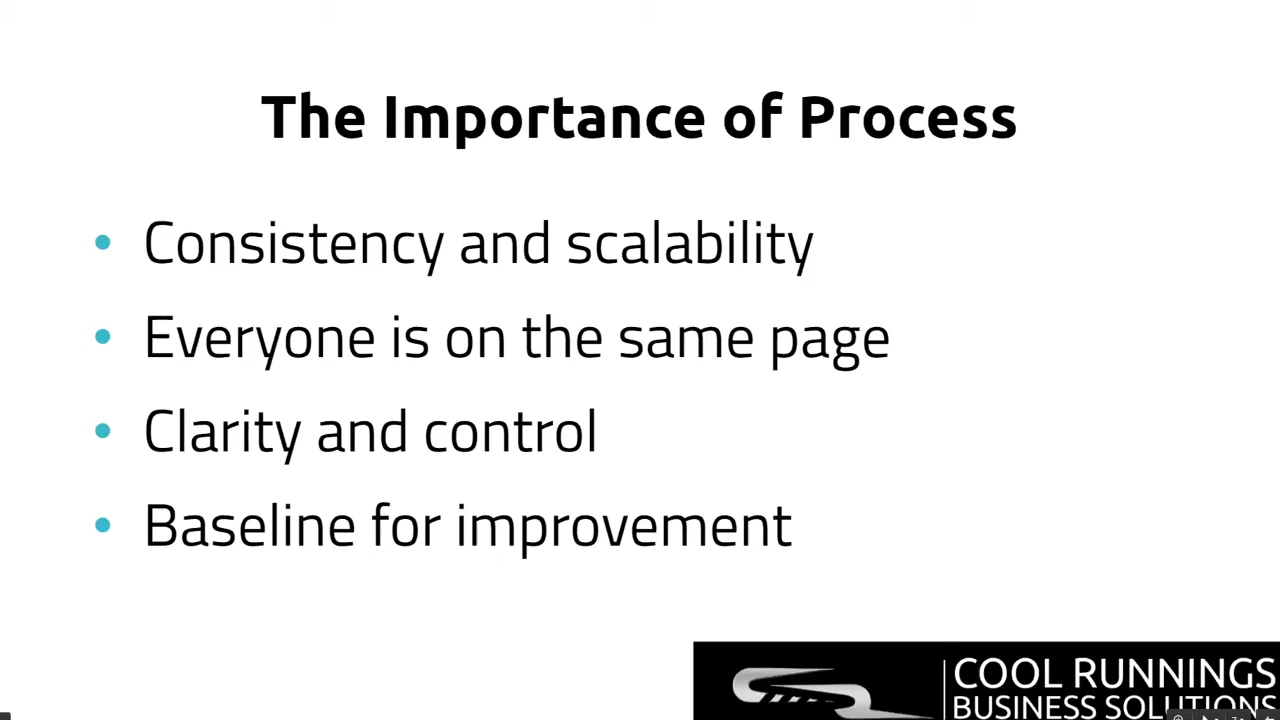 The Importance of Process
• Consistency and scalability
• Everyone is on the same page
• Clarity and control
• Baseline for improvement
COOL RUNNINGS
BUSINESS SOLUTIONS